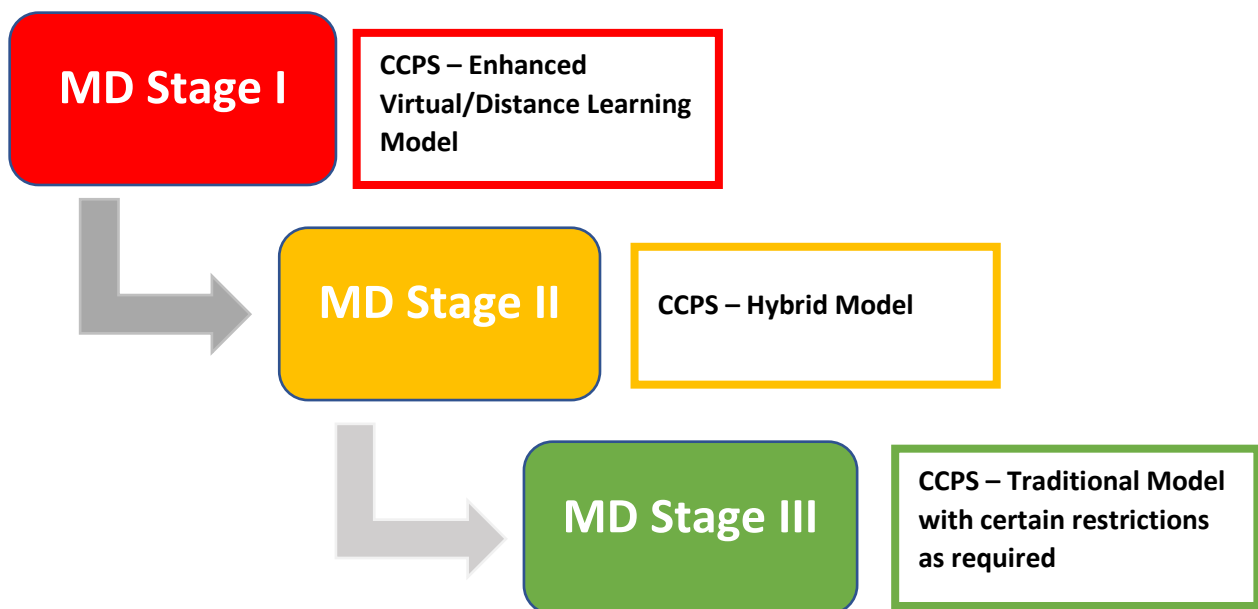 MD Stage I
CCPS – Enhanced
Virtual/Distance Learning
Model
MD Stage II
CCPS – Hybrid Model
MD Stage III
CCPS – Traditional Model
with certain restrictions
as required